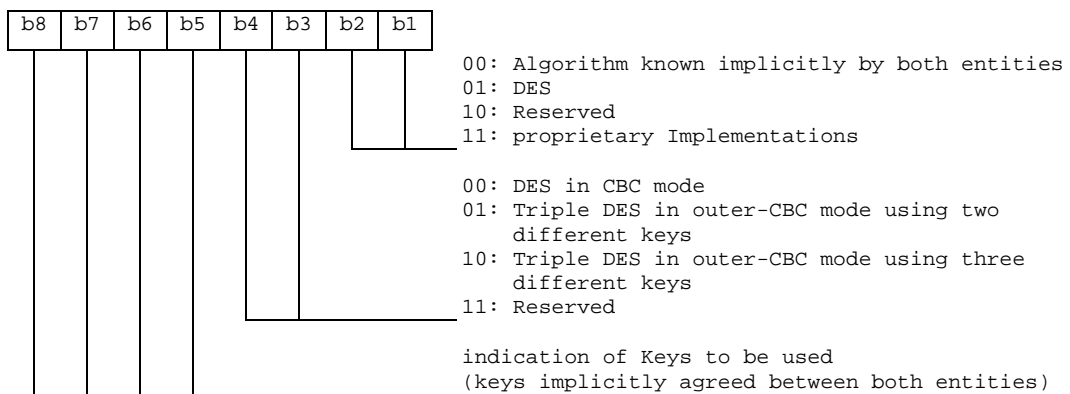 b8 b7 b6 b5 b4 b3 b2 b1
00: Algorithm known implicitly by both entities
01: DES
10: Reserved
11: proprietary Implementations
00: DES in CBC mode
01: Triple DES in outer-CBC mode using two
different keys
10: Triple DES in outer-CBC mode using three
different keys
11: Reserved
indication of Keys to be used
(keys implicitly agreed between both entities)